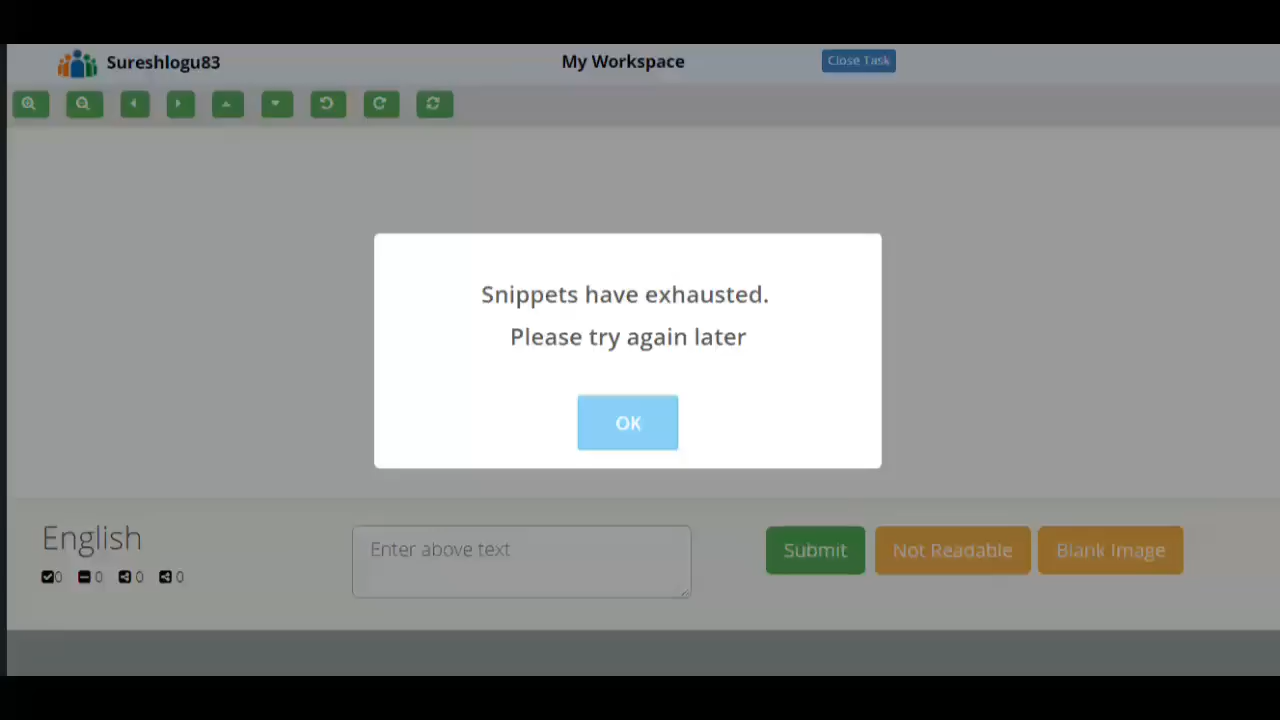 Sureshlogu83
My Workspace
Close Task
Snippets have exhausted.
Please try again later
OK
English
Enter above text
Submit
Not Readable
Blank Image
0 0 0 0